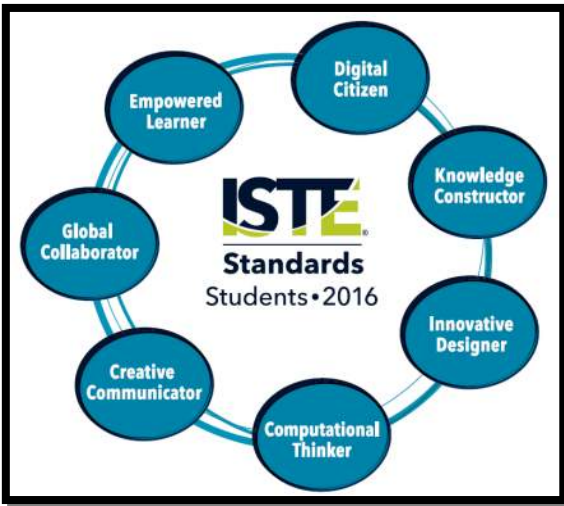 Digital
Citizen
Empowered
Learner
Knowledge
Constructor
ISTE®
Global
Collaborator
Standards
Students•2016
Innovative
Designer
Creative
Communicator
Computational
Thinker